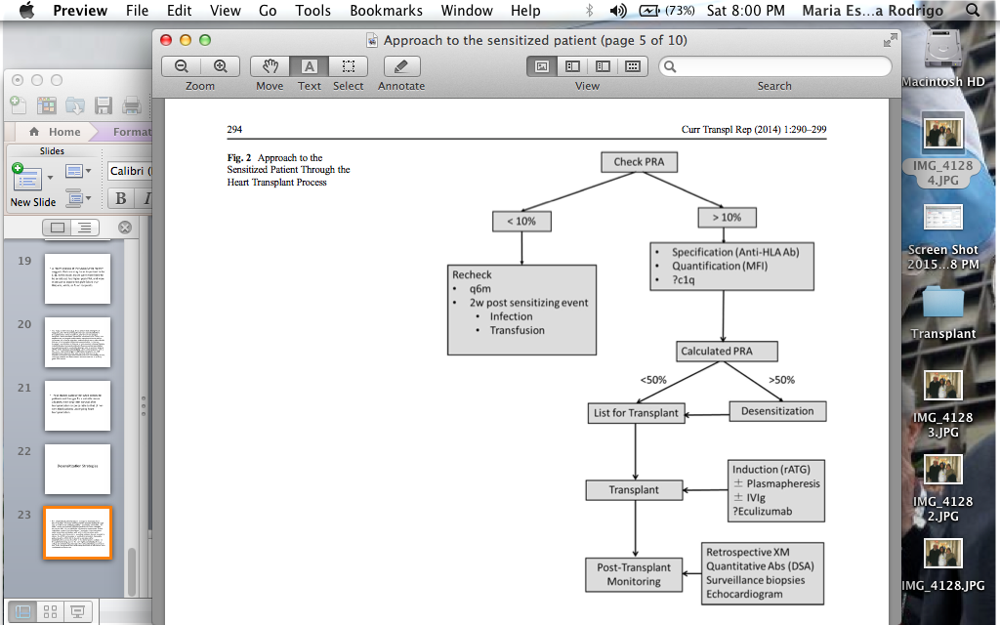 Preview File Edit View Go Tools Bookmarks Window Help (73%) Sat 8:00 PM Maria Es...a Rodrigo
Approach to the sensitized patient (page 5 of 10)
Zoom Move Text Select Annotate View Search
Home Format
Slides
New Slide
Calibri (
B I
19
20
21
22
Desensitization Strategies
23
294 Curr Transpl Rep (2014) 1:290–299
Fig. 2 Approach to the
Sensitized Patient Through the
Heart Transplant Process
Check PRA
< 10%
> 10%
Recheck
• q6m
• 2w post sensitizing event
• Infection
• Transfusion
• Specification (Anti-HLA Ab)
• Quantification (MFI)
• ?c1q
Calculated PRA
<50% >50%
List for Transplant
Desensitization
Transplant
Induction (rATG)
± Plasmapheresis
± IVIg
?Eculizumab
Post-Transplant
Monitoring
Retrospective XM
Quantitative Abs (DSA)
Surveillance biopsies
Echocardiogram
Macintosh HD
IMG_4128
4.JPG
Screen Shot
2015...8 PM
Transplant
IMG_4128
3.JPG
IMG_4128
2.JPG
IMG_4128.JPG